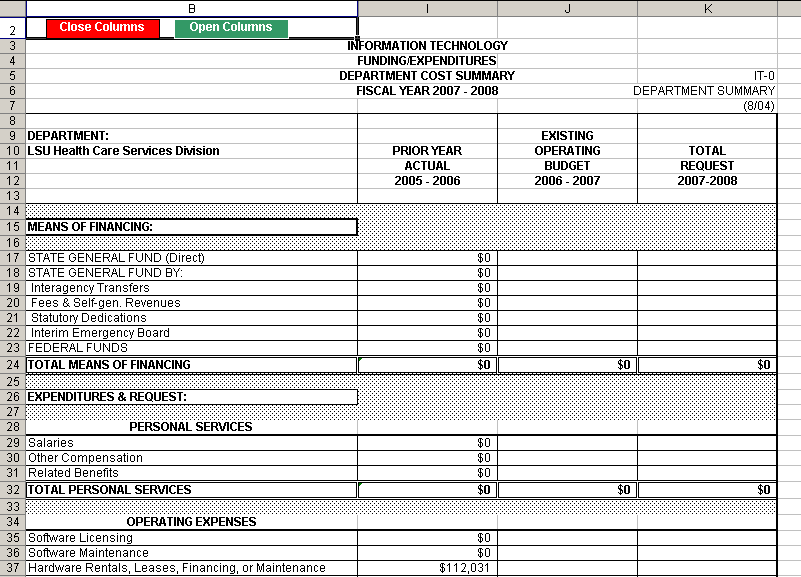 B I J K
2 Close Columns Open Columns
3 INFORMATION TECHNOLOGY
4 FUNDING/EXPENDITURES
5 DEPARTMENT COST SUMMARY IT-0
6 FISCAL YEAR 2007 - 2008 DEPARTMENT SUMMARY
7 (8/04)
8
9 DEPARTMENT: EXISTING
10 LSU Health Care Services Division PRIOR YEAR OPERATING TOTAL
11 ACTUAL BUDGET REQUEST
12 2005 - 2006 2006 - 2007 2007-2008
13
14
15 MEANS OF FINANCING:
16
17 STATE GENERAL FUND (Direct) $0
18 STATE GENERAL FUND BY: $0
19 Interagency Transfers $0
20 Fees & Self-gen. Revenues $0
21 Statutory Dedications $0
22 Interim Emergency Board $0
23 FEDERAL FUNDS $0
24 TOTAL MEANS OF FINANCING $0 $0 $0
25
26 EXPENDITURES & REQUEST:
27
28 PERSONAL SERVICES
29 Salaries $0
30 Other Compensation $0
31 Related Benefits $0
32 TOTAL PERSONAL SERVICES $0 $0 $0
33
34 OPERATING EXPENSES
35 Software Licensing $0
36 Software Maintenance $0
37 Hardware Rentals, Leases, Financing, or Maintenance $112,031